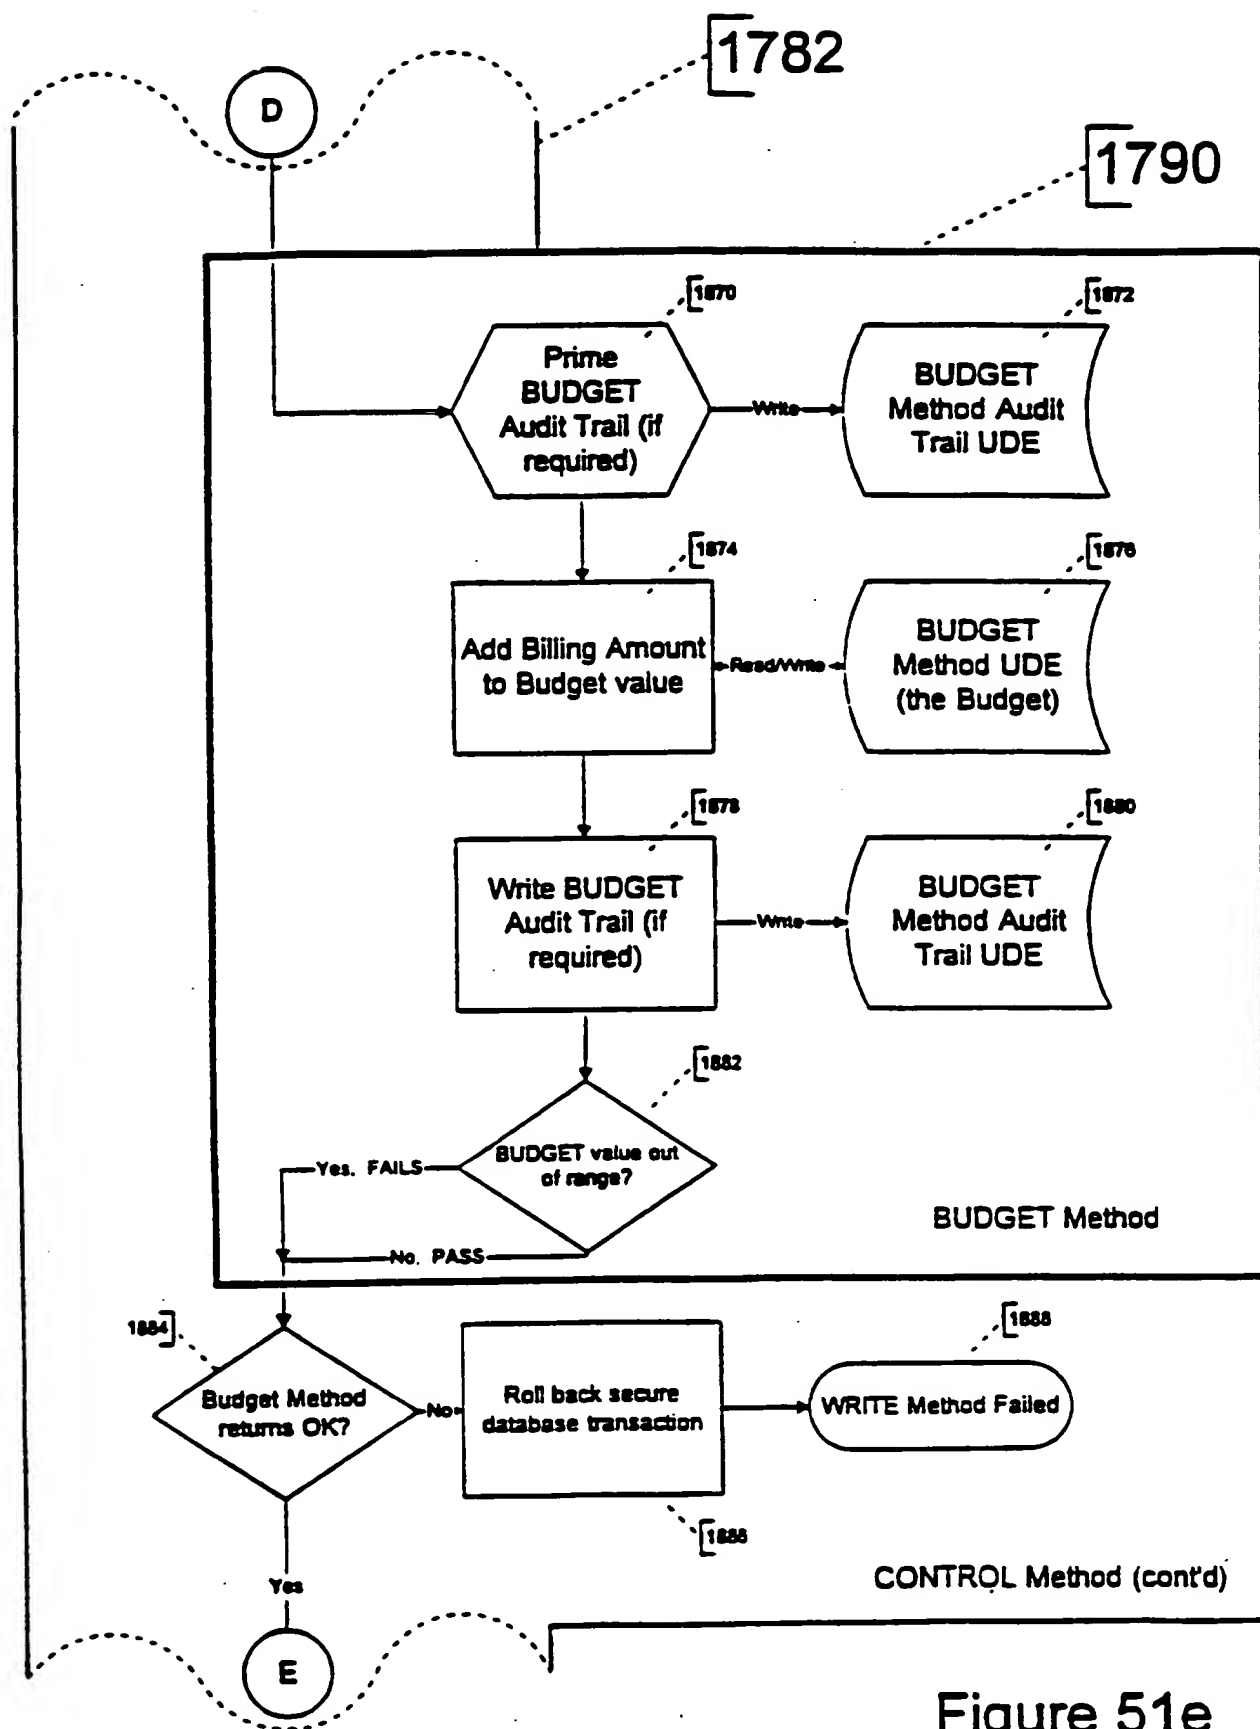 1782
D
1790
1870
1872
Prime
BUDGET
Audit Trail (if
required)
Write
BUDGET
Method Audit
Trail UDE
1874
1876
Add Billing Amount
to Budget value
Read/Write
BUDGET
Method UDE
(the Budget)
1878
1880
Write BUDGET
Audit Trail (if
required)
Write
BUDGET
Method Audit
Trail UDE
1882
BUDGET value out
of range?
Yes. FAILS
No. PASS
BUDGET Method
1884
Budget Method
returns OK?
No
Roll back secure
database transaction
1888
WRITE Method Failed
1886
Yes
CONTROL Method (cont'd)
E
Figure 51e